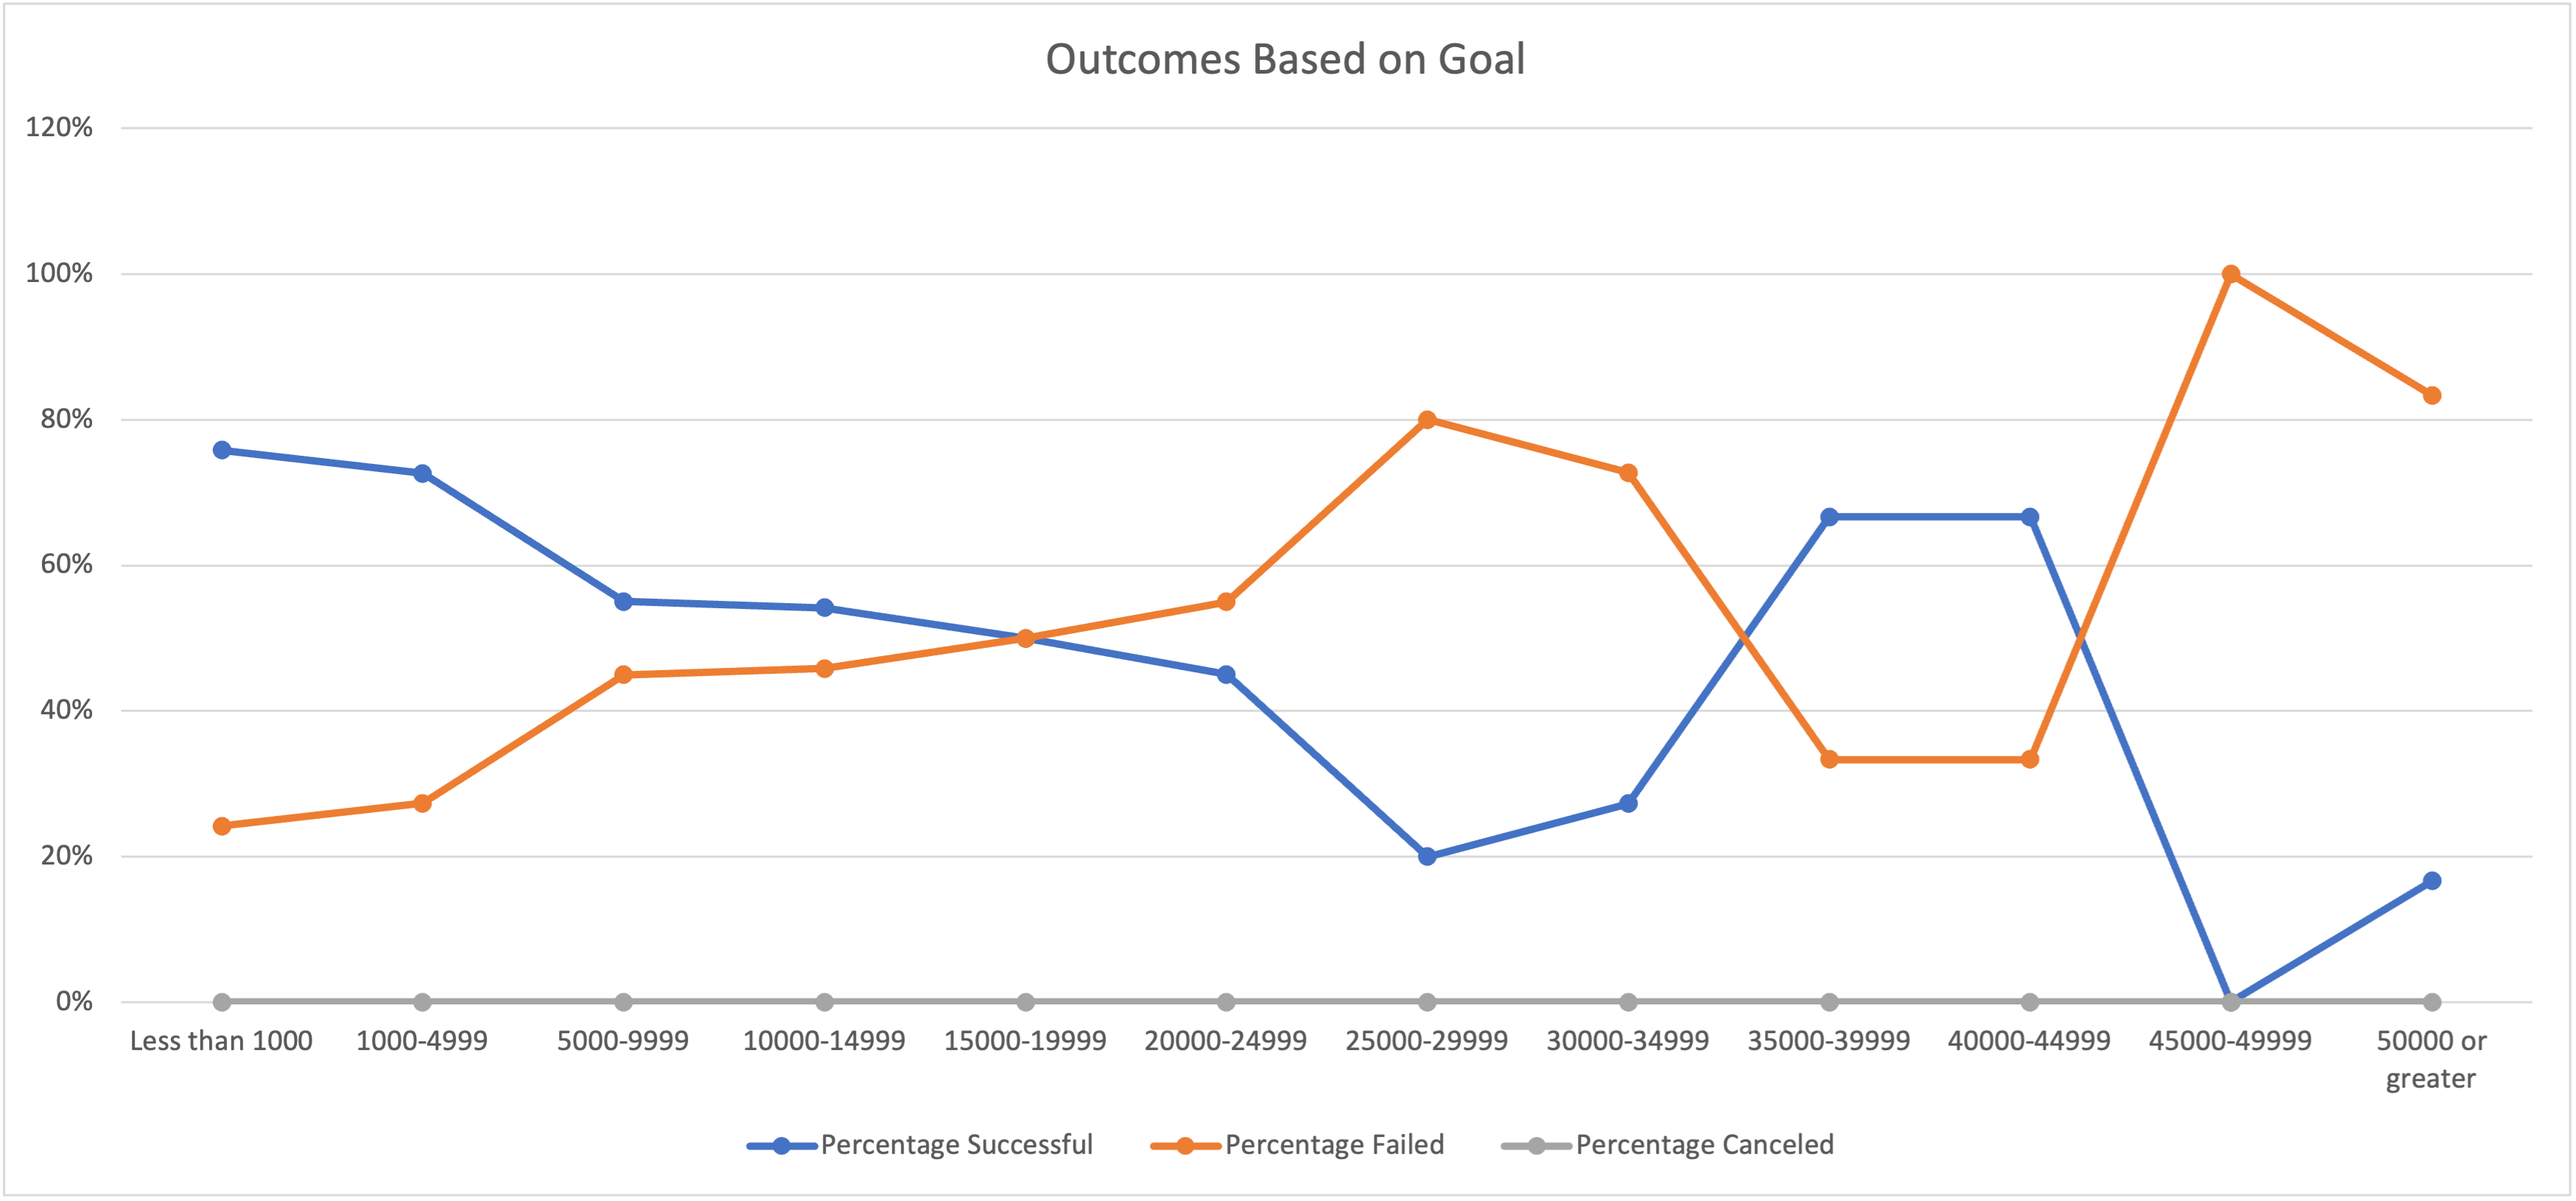 Outcomes Based on Goal
120%
100%
80%
60%
40%
20%
0%
Less than 1000 1000-4999 5000-9999 10000-14999 15000-19999 20000-24999 25000-29999 30000-34999 35000-39999 40000-44999 45000-49999 50000 or
greater
Percentage Successful Percentage Failed Percentage Canceled